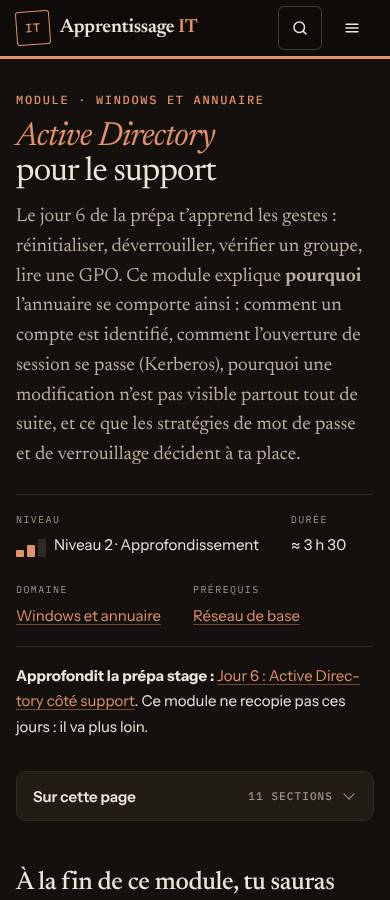 IT Apprentissage IT
MODULE · WINDOWS ET ANNUAIRE
Active Directory
pour le support
Le jour 6 de la prépa t’apprend les gestes :
réinitialiser, déverrouiller, vérifier un groupe,
lire une GPO. Ce module explique pourquoi
l’annuaire se comporte ainsi : comment un
compte est identifié, comment l’ouverture de
session se passe (Kerberos), pourquoi une
modification n’est pas visible partout tout de
suite, et ce que les stratégies de mot de passe
et de verrouillage décident à ta place.
NIVEAU
Niveau 2 · Approfondissement
DURÉE
≈ 3 h 30
DOMAINE
Windows et annuaire
PRÉREQUIS
Réseau de base
Approfondit la prépa stage : Jour 6 : Active Direc-
tory côté support. Ce module ne recopie pas ces
jours : il va plus loin.
Sur cette page 11 SECTIONS
À la fin de ce module, tu sauras